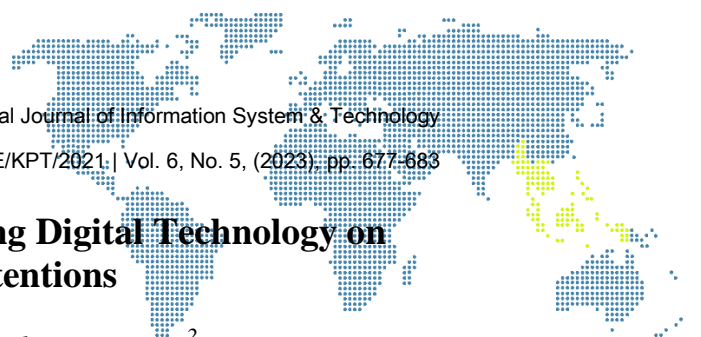 al Journal of Information System & Technology
E/KPT/2021 | Vol. 6, No. 5, (2023), pp. 677-683
ng Digital Technology on
tentions
2